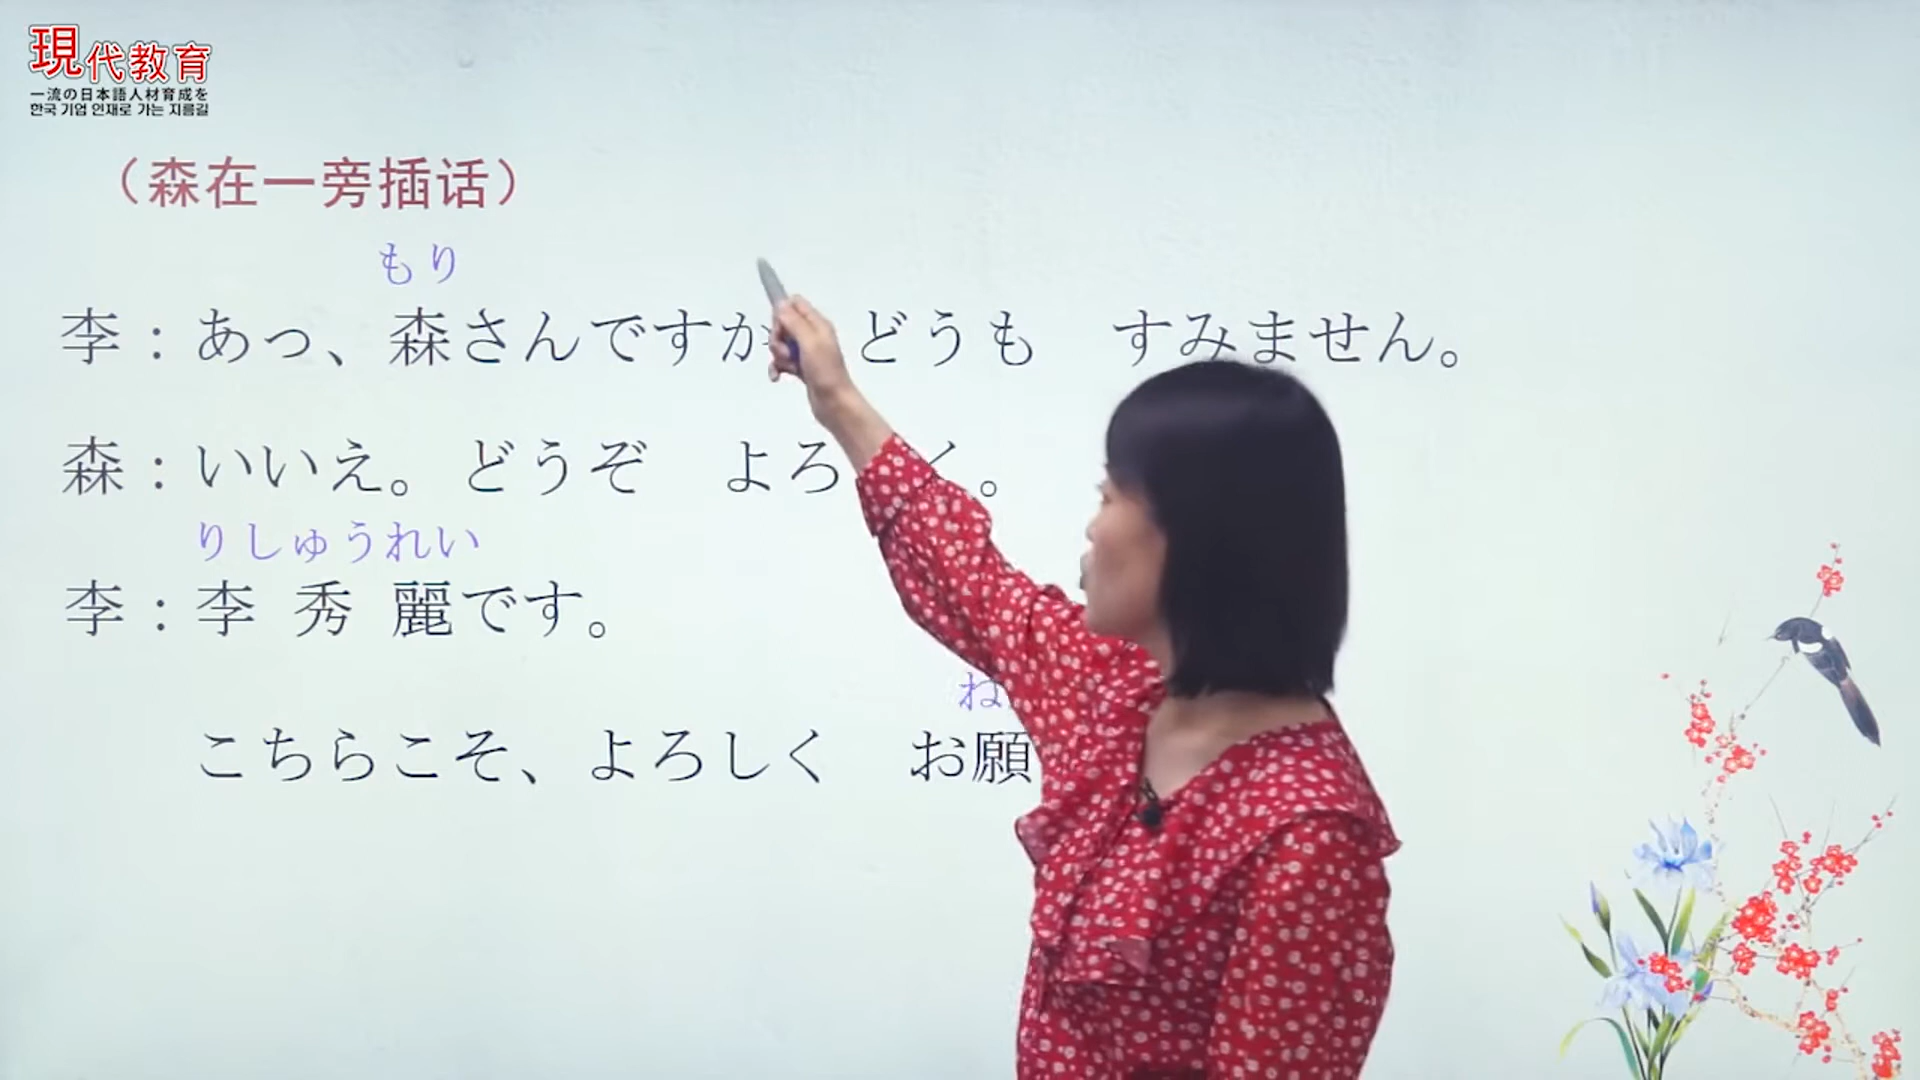 現代教育
一流の日本語人材育成を
한국 기업 인재로 가는 지름길
（森在一旁插话）
もり
李：あっ、森さんですか どうも すみません。
森：いいえ。どうぞ よろ く。
りしゅうれい
李：李 秀 麗です。
ね
こちらこそ、よろしく お願